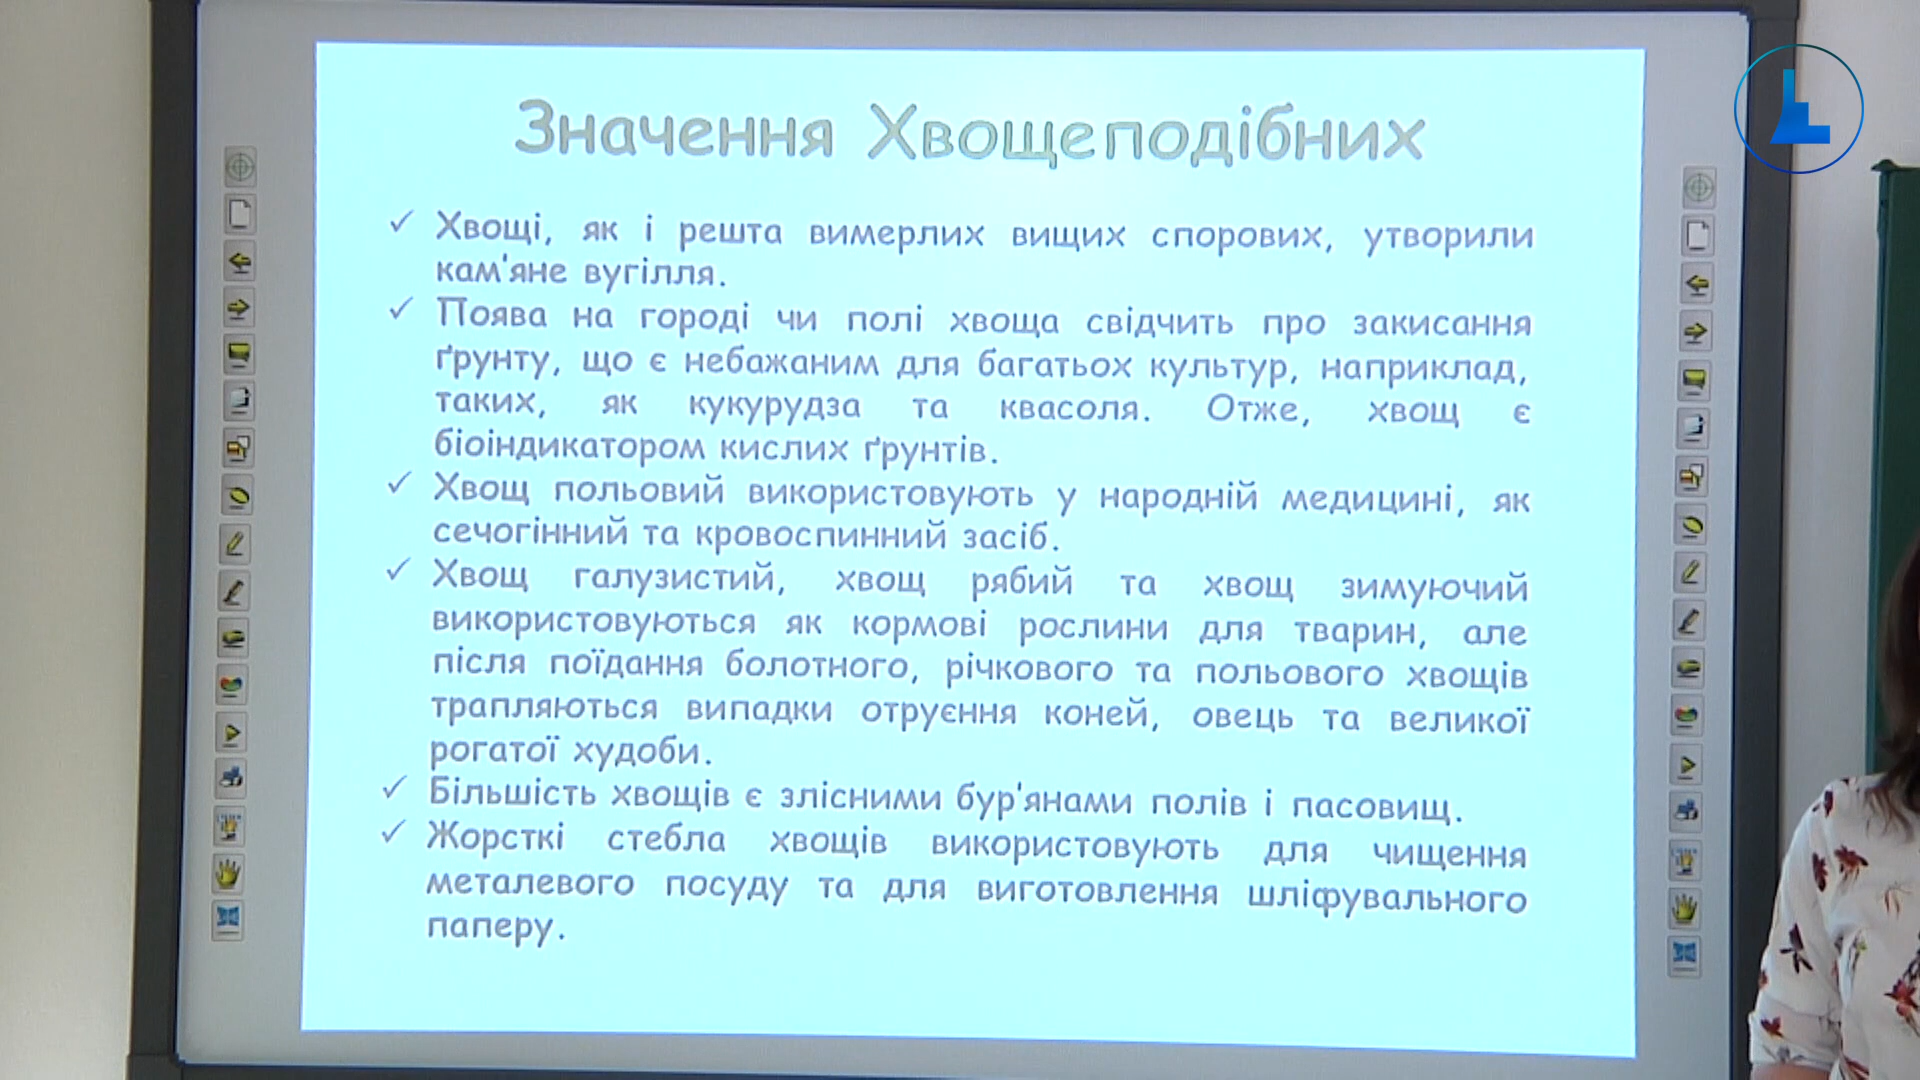 Значення Хвощеподібних
✓ Хвощі, як і решта вимерлих вищих спорових, утворили
кам'яне вугілля.
✓ Поява на городі чи полі хвоща свідчить про закисання
ґрунту, що є небажаним для багатьох культур, наприклад,
таких, як кукурудза та квасоля. Отже, хвощ є
біоіндикатором кислих ґрунтів.
✓ Хвощ польовий використовують у народній медицині, як
сечогінний та кровоспинний засіб.
✓ Хвощ галузистий, хвощ рябий та хвощ зимуючий
використовуються як кормові рослини для тварин, але
після поїдання болотного, річкового та польового хвощів
трапляються випадки отруєння коней, овець та великої
рогатої худоби.
✓ Більшість хвощів є злісними бур'янами полів і пасовищ.
✓ Жорсткі стебла хвощів використовують для чищення
металевого посуду та для виготовлення шліфувального
паперу.